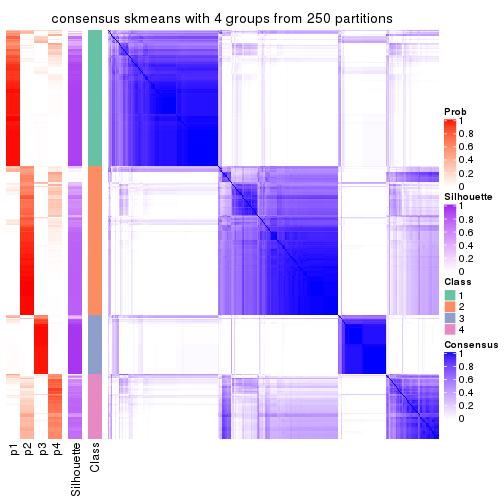 consensus skmeans with 4 groups from 250 partitions
Prob
1
0.8
0.6
0.4
0.2
0
Silhouette
1
0.8
0.6
0.4
0.2
0
Class
1
2
3
4
Consensus
1
0.8
0.6
0.4
0.2
0
p1
p2
p3
p4
Silhouette
Class